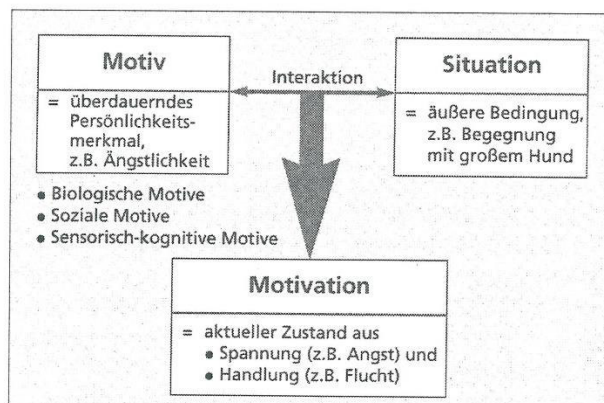 Motiv
= überdauerndes
Persönlichkeits-
merkmal,
z.B. Ängstlichkeit
• Biologische Motive
• Soziale Motive
• Sensorisch-kognitive Motive
Interaktion
Situation
= äußere Bedingung,
z.B. Begegnung
mit großem Hund
Motivation
= aktueller Zustand aus
• Spannung (z.B. Angst) und
• Handlung (z.B. Flucht)